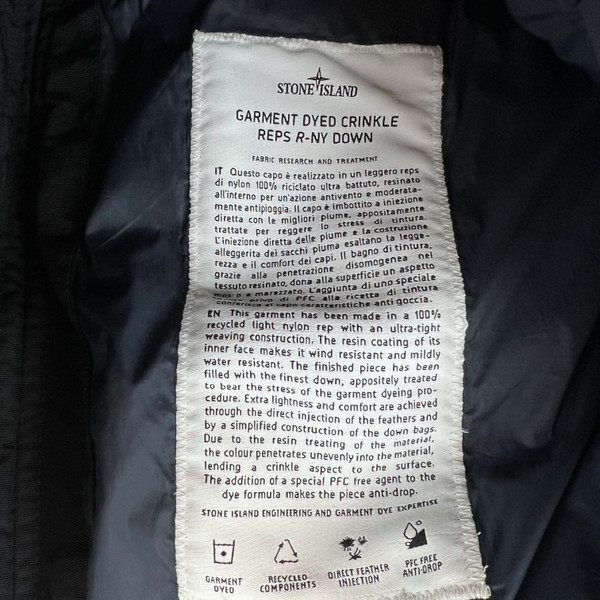 STONE ISLAND
GARMENT DYED CRINKLE
REPS R-NY DOWN
FABRIC RESEARCH AND TREATMENT
IT Questo capo è realizzato in un leggero reps
di nylon 100% riciclato ultra battuto, resinato
all'interno per un'azione antivento e moderata-
mente antipioggia. Il capo è imbottito a iniezione
diretta con le migliori piume, appositamente
trattate per reggere lo stress di tintura.
L'iniezione diretta delle piume e la costruzione
alleggerita dei sacchi piuma esaltano la legge-
rezza e il comfort dei capi. Il bagno di tintura,
grazie alla penetrazione disomogenea nel
tessuto resinato, dona alla superficie un aspetto
e marezzato. L'aggiunta di uno speciale
privo di PFC alla ricetta di tintura
conferisce al capo caratteristiche anti goccia.
EN This garment has been made in a 100%
recycled light nylon rep with an ultra-tight
weaving construction. The resin coating of its
inner face makes it wind resistant and mildly
water resistant. The finished piece has been
filled with the finest down, appositely treated
to bear the stress of the garment dyeing pro-
cedure. Extra lightness and comfort are achieved
through the direct injection of the feathers and
by a simplified construction of the down bags.
Due to the resin treating of the material,
the colour penetrates unevenly into the material,
lending a crinkle aspect to the surface.
The addition of a special PFC free agent to the
dye formula makes the piece anti-drop.
STONE ISLAND ENGINEERING AND GARMENT DYE EXPERTISE
GARMENT
DYED
RECYCLED
COMPONENTS
DIRECT FEATHER
INJECTION
PFC FREE
ANTI-DROP